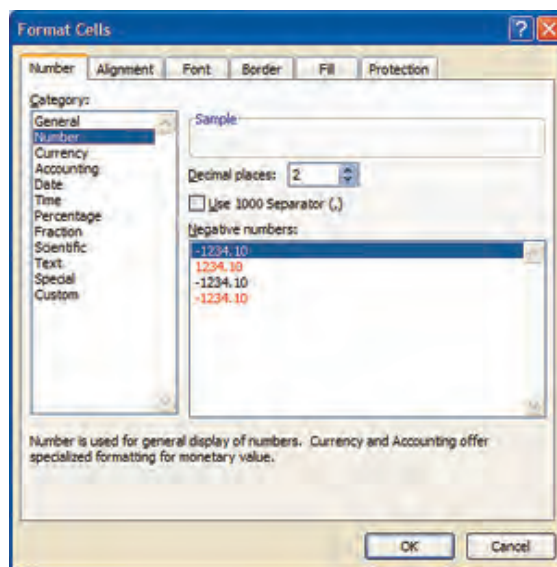 Format Cells
Number Alignment Font Border Fill Protection
Category:
General
Number
Currency
Accounting
Date
Time
Percentage
Fraction
Scientific
Text
Special
Custom
Sample
Decimal places: 2
Use 1000 Separator (,)
Negative numbers:
-1234.10
1234.10
-1234.10
-1234.10
Number is used for general display of numbers. Currency and Accounting offer
specialized formatting for monetary value.
OK Cancel